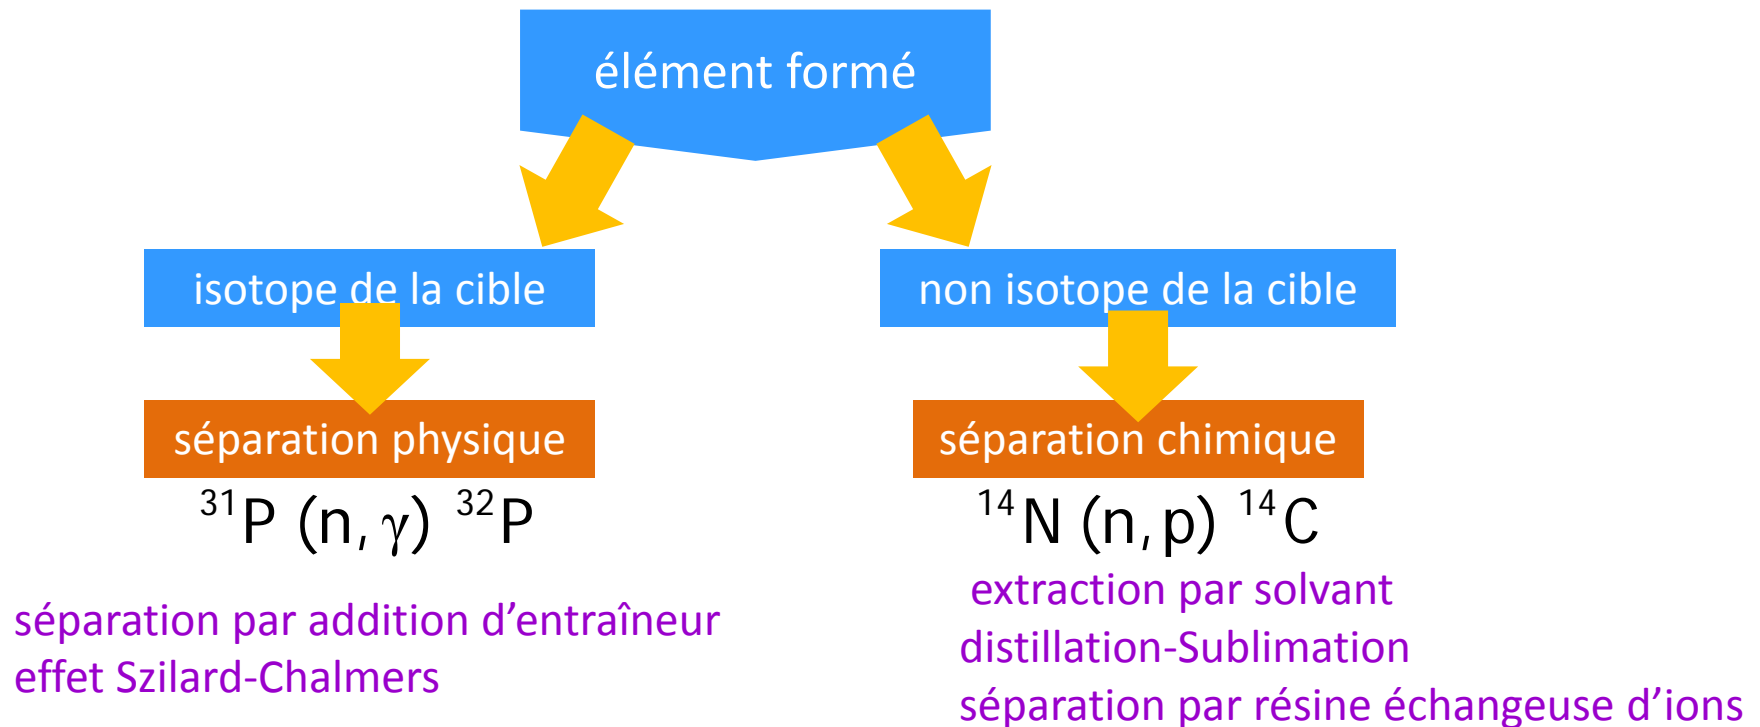 élément formé
isotope de la cible
non isotope de la cible
séparation physique
séparation chimique
³¹P (n, γ) ³²P
¹⁴N (n,p) ¹⁴C
séparation par addition d’entraîneur
effet Szilard-Chalmers
extraction par solvant
distillation-Sublimation
séparation par résine échangeuse d’ions